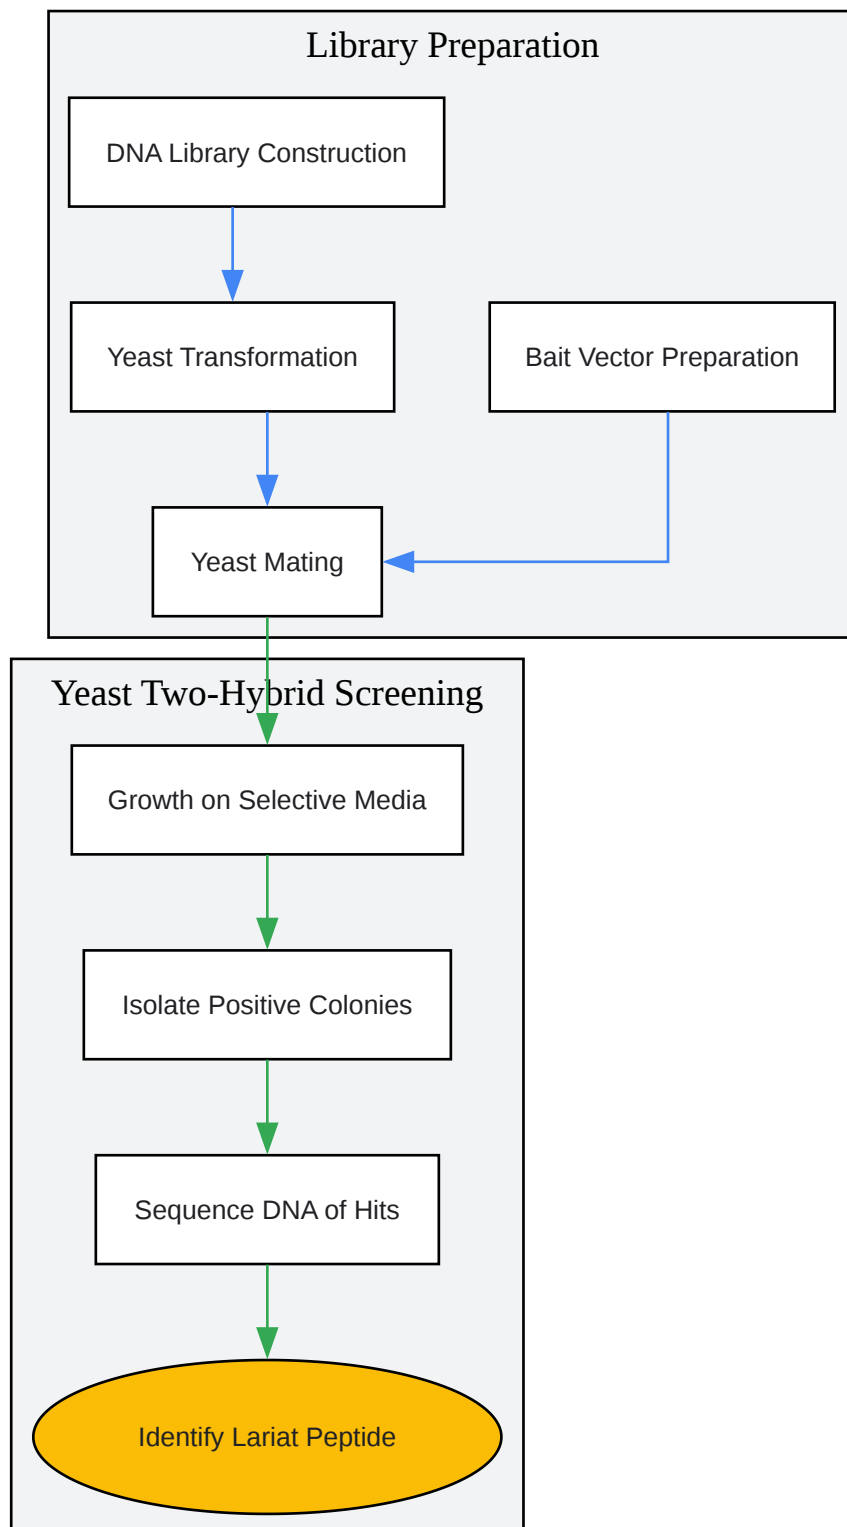 Library Preparation
DNA Library Construction
Yeast Transformation
Bait Vector Preparation
Yeast Mating
Yeast Two-Hybrid Screening
Growth on Selective Media
Isolate Positive Colonies
Sequence DNA of Hits
Identify Lariat Peptide